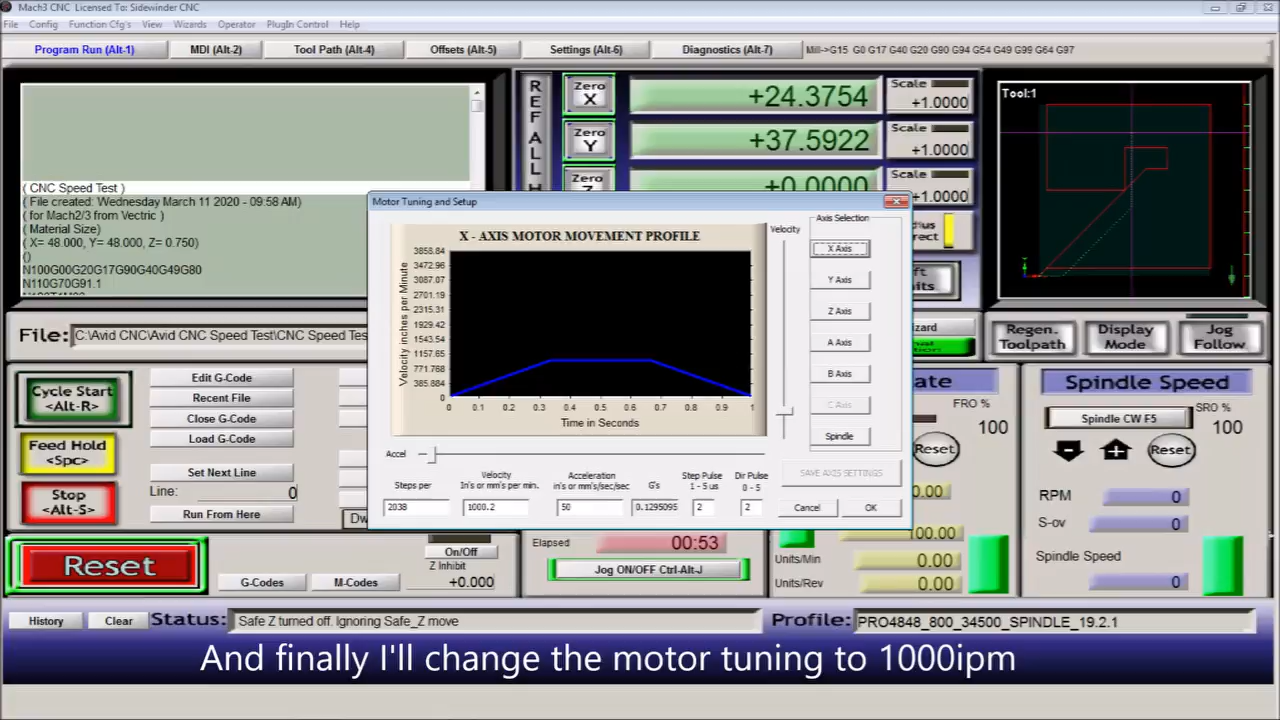 Mach3 CNC Licensed To: Sidewinder CNC
File Config Function Cfg's View Wizards Operator PlugIn Control Help
Program Run (Alt-1) MDI (Alt-2) Tool Path (Alt-4) Offsets (Alt-5) Settings (Alt-6) Diagnostics (Alt-7) Mill->G15 G0 G17 G40 G20 G90 G94 G54 G49 G99 G64 G97
REF ALL H
Zero X +24.3754 Scale +1.0000
Zero Y +37.5922 Scale +1.0000
Zero +0.0000 Scale +1.0000
Tool:1
( CNC Speed Test )
( File created: Wednesday March 11 2020 - 09:58 AM)
( for Mach2/3 from Vectric )
( Material Size)
( X= 48.000, Y= 48.000, Z= 0.750)
()
N100G00G20G17G90G40G49G80
N110G70G91.1
File: C:\Avid CNC\Avid CNC Speed Test\CNC Speed Tes
Regen. Toolpath
Display Mode
Jog Follow
Motor Tuning and Setup
X - AXIS MOTOR MOVEMENT PROFILE
Velocity inches per Minute
3858.84
3472.96
3087.07
2701.19
2315.31
1929.42
1543.54
1157.65
771.768
385.884
0
0 0.1 0.2 0.3 0.4 0.5 0.6 0.7 0.8 0.9 1
Time in Seconds
Velocity
Axis Selection
X Axis
Y Axis
Z Axis
A Axis
B Axis
C Axis
Spindle
Accel
Steps per
2038
Velocity
In's or mm's per min.
1000.2
Acceleration
in's or mm's/sec/sec
50
G's
0.1295095
Step Pulse
1 - 5 us
2
Dir Pulse
0 - 5
2
SAVE AXIS SETTINGS
Cancel OK
Cycle Start
<Alt-R>
Feed Hold
<Spc>
Stop
<Alt-S>
Reset
Edit G-Code
Recent File
Close G-Code
Load G-Code
Set Next Line
Line: 0
Run From Here
G-Codes M-Codes
On/Off
Z Inhibit
+0.000
Elapsed 00:53
Jog ON/OFF Ctrl-Alt-J
FRO %
100
Reset
0.00
100.00
Units/Min 0.00
Units/Rev 0.00
Spindle Speed
Spindle CW F5
SRO %
100
Reset
RPM 0
S-ov 0
Spindle Speed 0
History Clear Status: Safe Z turned off. Ignoring Safe_Z move Profile: PRO4848_800_34500_SPINDLE_19.2.1
And finally I'll change the motor tuning to 1000ipm